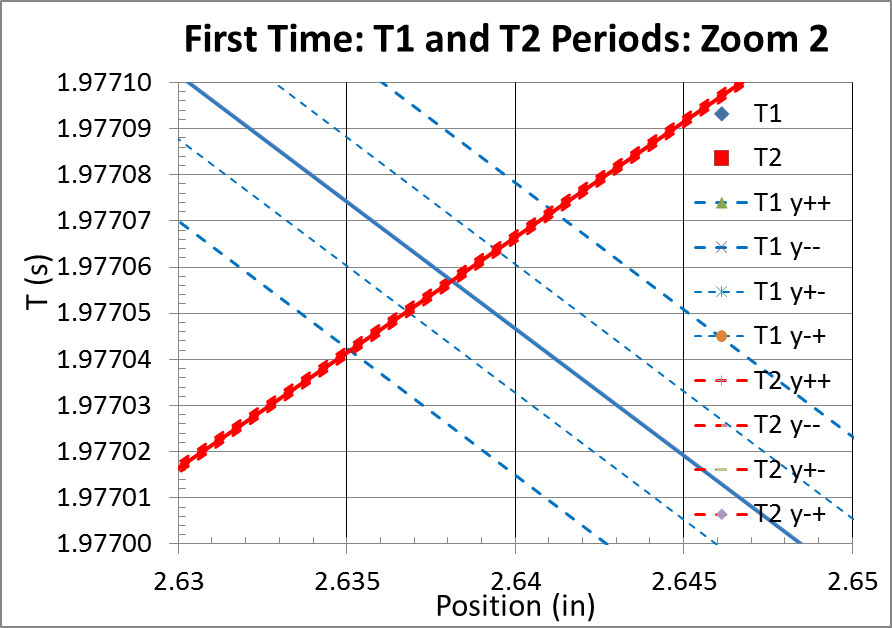 First Time: T1 and T2 Periods: Zoom 2
1.97710
1.97709
1.97708
1.97707
1.97706
1.97705
1.97704
1.97703
1.97702
1.97701
1.97700
T (s)
2.63 2.635 2.64 2.645 2.65
Position (in)
T1
T2
T1 y++
T1 y--
T1 y+-
T1 y-+
T2 y++
T2 y--
T2 y+-
T2 y-+